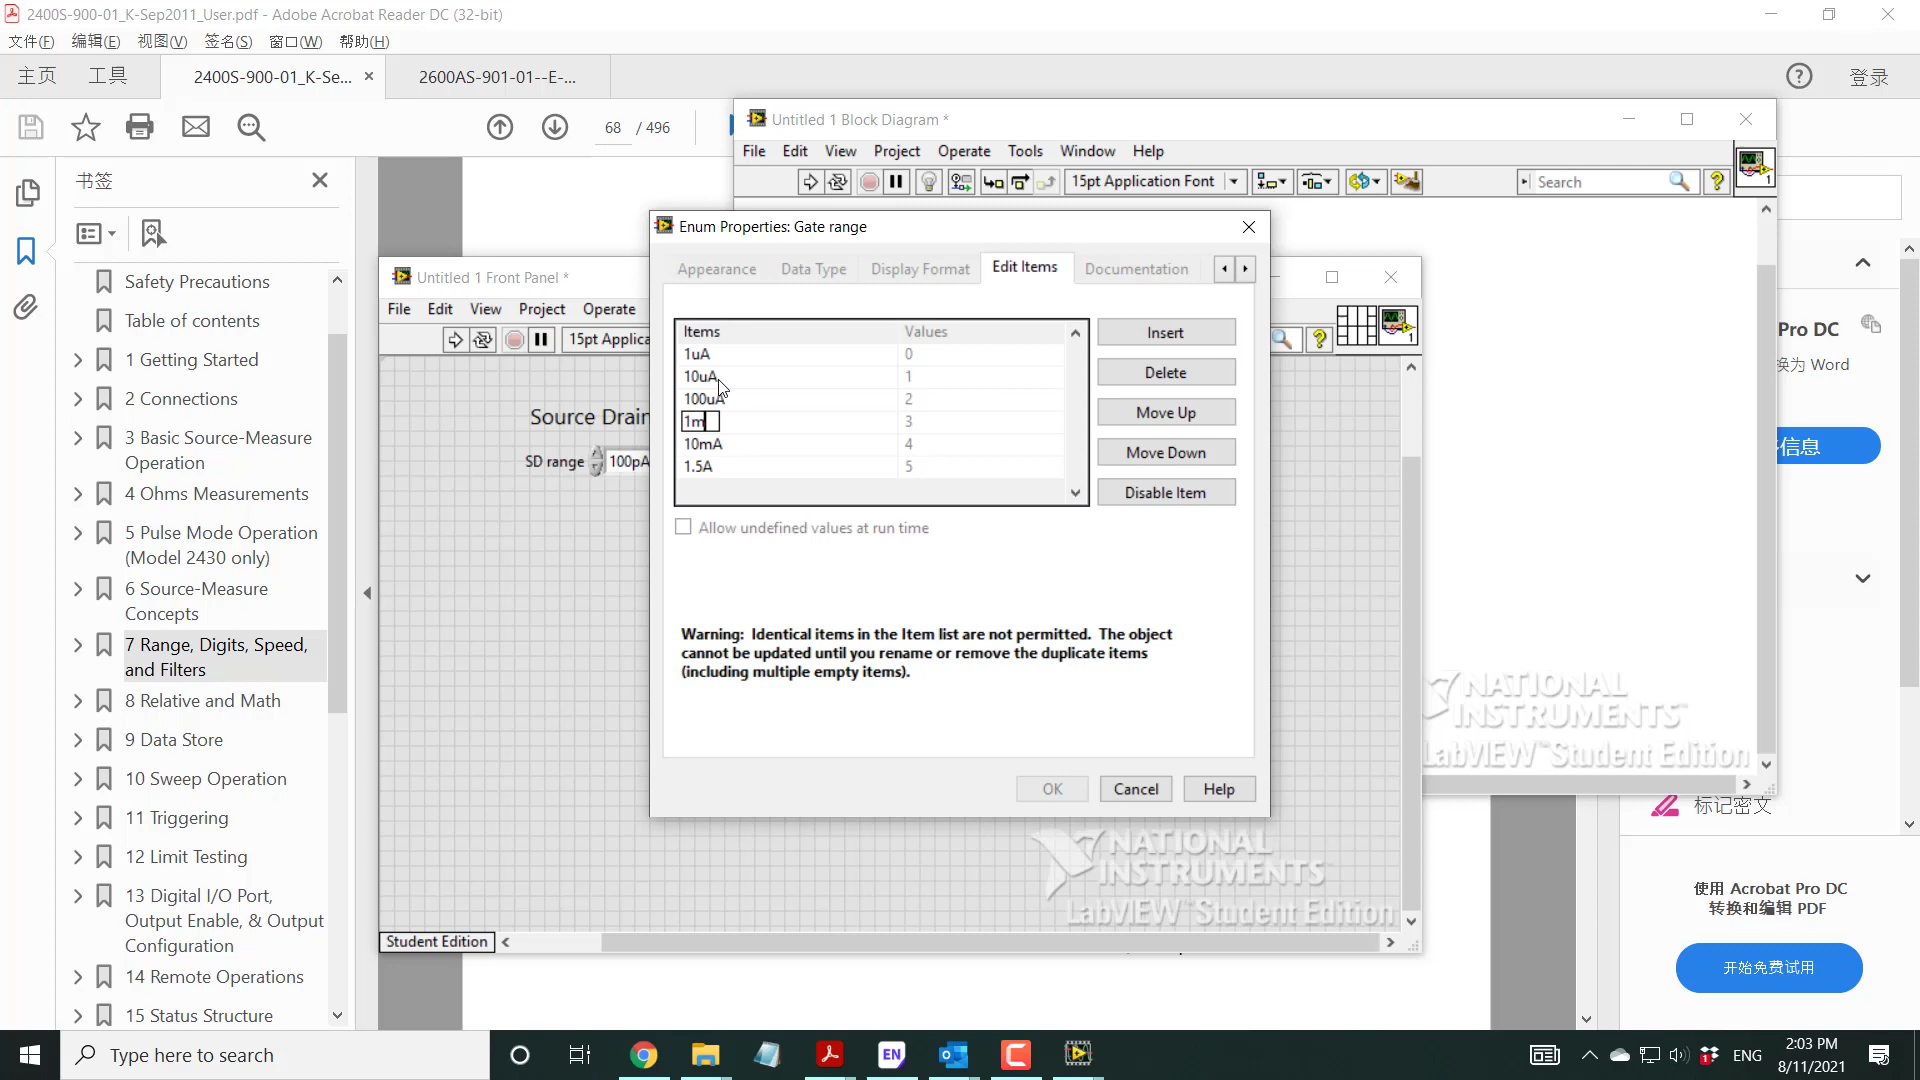 2400S-900-01_K-Sep2011_User.pdf - Adobe Acrobat Reader DC (32-bit)
文件(F) 编辑(E) 视图(V) 签名(S) 窗口(W) 帮助(H)
主页 工具 2400S-900-01_K-Se... × 2600AS-901-01--E-... 登录
68 / 496
书签
Safety Precautions
Table of contents
1 Getting Started
2 Connections
3 Basic Source-Measure
Operation
4 Ohms Measurements
5 Pulse Mode Operation
(Model 2430 only)
6 Source-Measure
Concepts
7 Range, Digits, Speed,
and Filters
8 Relative and Math
9 Data Store
10 Sweep Operation
11 Triggering
12 Limit Testing
13 Digital I/O Port,
Output Enable, & Output
Configuration
14 Remote Operations
15 Status Structure
Untitled 1 Block Diagram *
File Edit View Project Operate Tools Window Help
15pt Application Font
Search
1
NATIONAL
INSTRUMENTS™
LabVIEW™ Student Edition
Untitled 1 Front Panel *
File Edit View Project Operate
15pt Applica
1
Source Drain
SD range 100pA
NATIONAL
INSTRUMENTS™
LabVIEW™ Student Edition
Student Edition
Enum Properties: Gate range
Appearance Data Type Display Format Edit Items Documentation
Items Values
1uA 0
10uA 1
100uA 2
1m 3
10mA 4
1.5A 5
Insert
Delete
Move Up
Move Down
Disable Item
Allow undefined values at run time
Warning: Identical items in the Item list are not permitted. The object
cannot be updated until you rename or remove the duplicate items
(including multiple empty items).
OK Cancel Help
Pro DC
换为 Word
信息
标记密文
使用 Acrobat Pro DC
转换和编辑 PDF
开始免费试用
Type here to search
EN
ENG
2:03 PM
8/11/2021